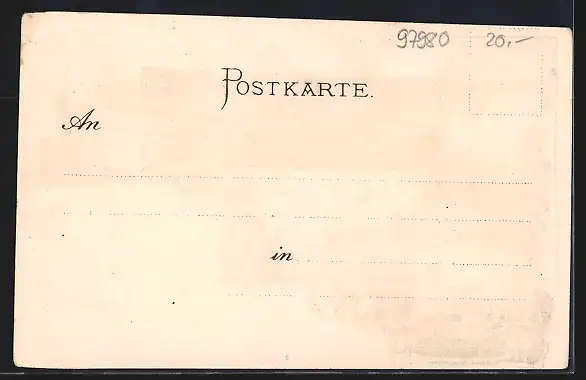 97980 20,-
POSTKARTE.
An
in